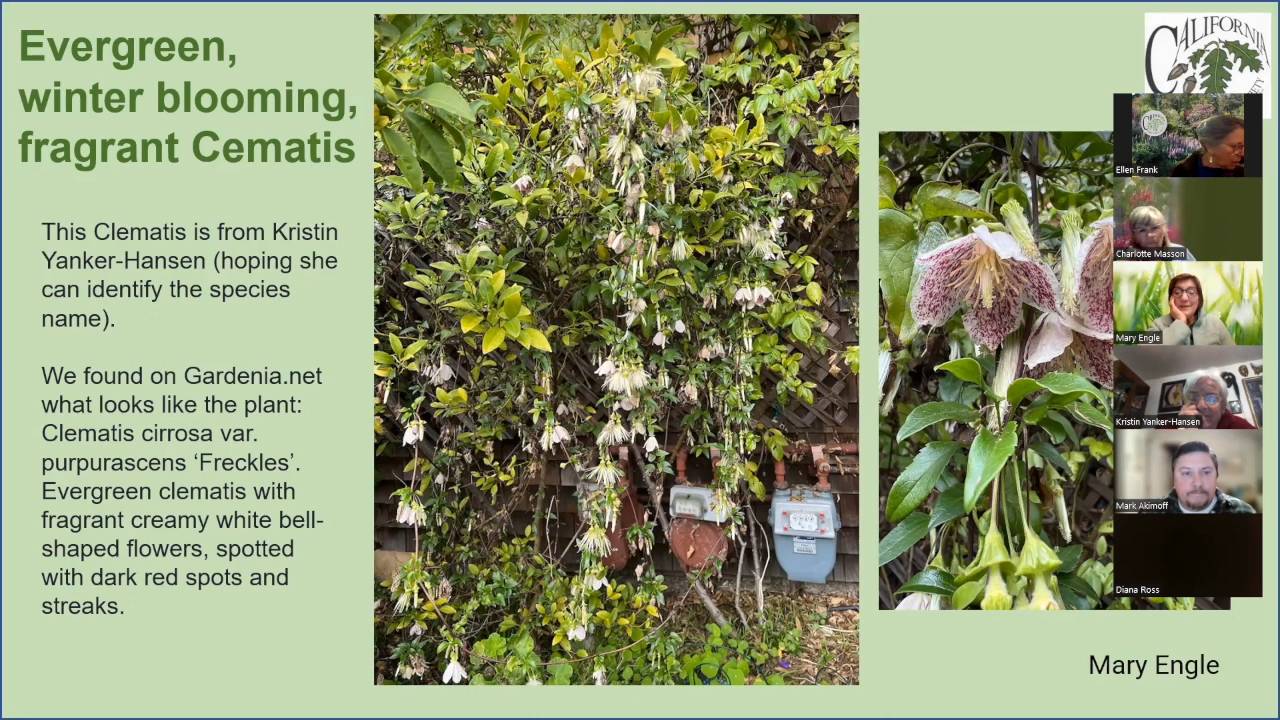 Evergreen,
winter blooming,
fragrant Cematis
This Clematis is from Kristin
Yanker-Hansen (hoping she
can identify the species
name).
We found on Gardenia.net
what looks like the plant:
Clematis cirrosa var.
purpurascens ‘Freckles’.
Evergreen clematis with
fragrant creamy white bell-
shaped flowers, spotted
with dark red spots and
streaks.
CALIFORNIA
Ellen Frank
Charlotte Masson
Mary Engle
Kristin Yanker-Hansen
Mark Akimoff
Diana Ross
Mary Engle